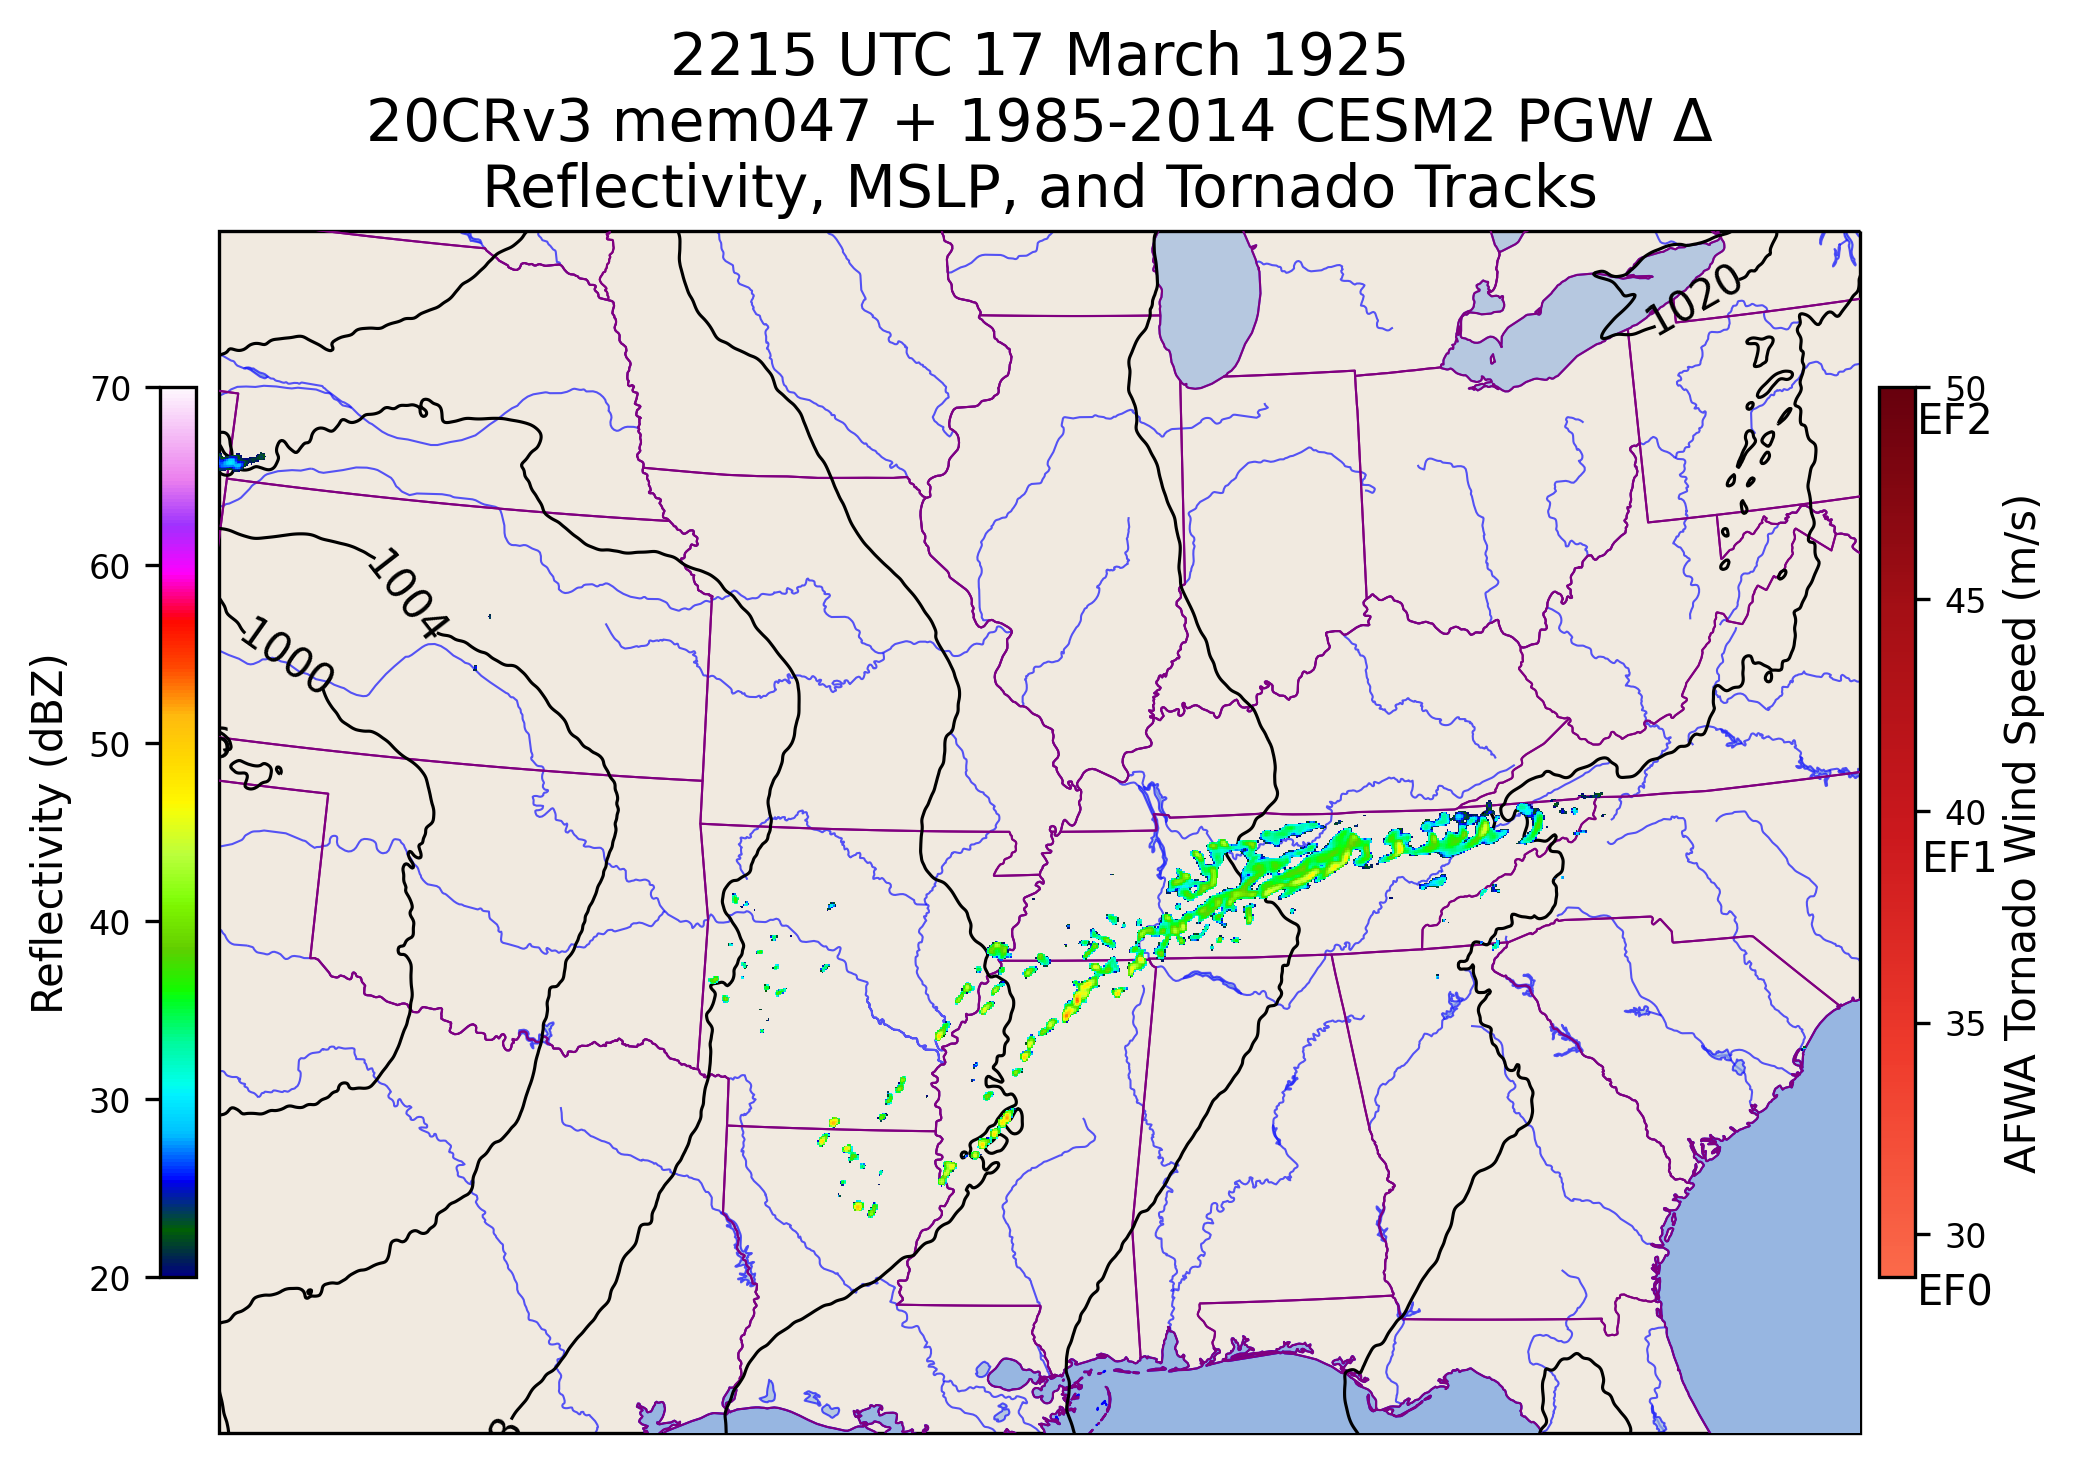 2215 UTC 17 March 1925
20CRv3 mem047 + 1985-2014 CESM2 PGW Δ
Reflectivity, MSLP, and Tornado Tracks
1020
1004
1000
70
60
50
40
30
20
Reflectivity (dBZ)
50
EF2
45
40
EF1
35
30
EF0
AFWA Tornado Wind Speed (m/s)